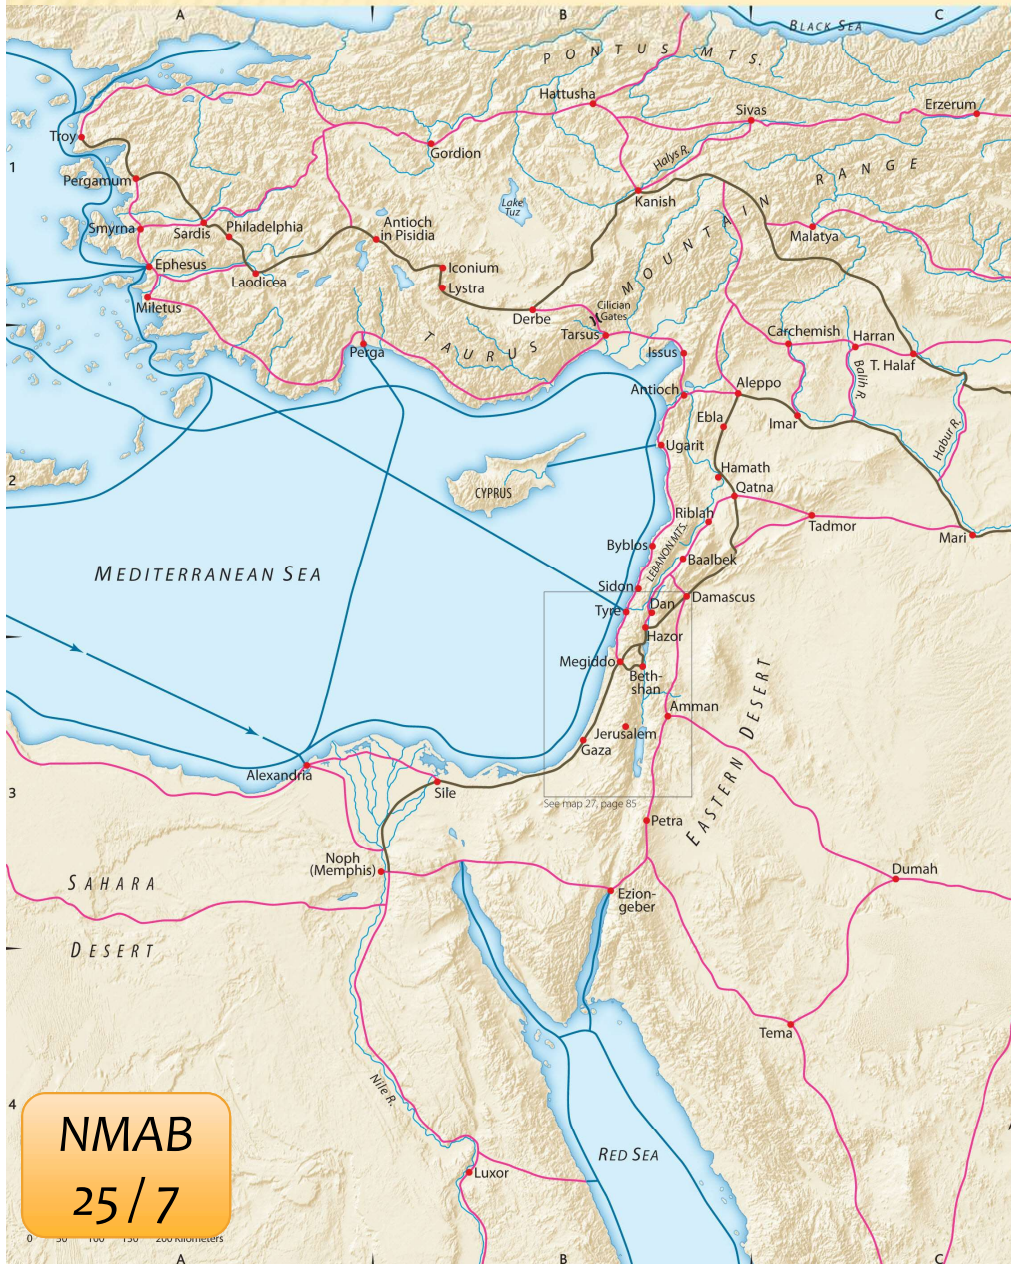 A
B
C
BLACK SEA
PONTUS MTS.
Hattusha
Sivas
Erzerum
Troy
Gordion
Halys R.
1
RANGE
Pergamum
Kanish
Lake
Tuz
MOUNTAIN
Smyrna
Sardis
Philadelphia
Antioch
in Pisidia
Malatya
Ephesus
Iconium
Laodicea
Lystra
Miletus
Derbe
Cilician
Gates
TAURUS
Tarsus
Carchemish
Harran
Perga
Issus
T. Halaf
Balih R.
Antioch
Aleppo
Ebla
Imar
Habur R.
Ugarit
2
Hamath
CYPRUS
Qatna
Riblah
Tadmor
Byblos
LEBANON MTS.
Mari
Baalbek
MEDITERRANEAN SEA
Sidon
Damascus
Tyre
Dan
Hazor
Megiddo
Beth-
shan
EASTERN DESERT
Amman
Jerusalem
Gaza
Alexandria
3
Sile
See map 27, page 85
Petra
Noph
(Memphis)
Dumah
SAHARA
DESERT
Ezion-
geber
Tema
Nile R.
4
NMAB
25/7
RED SEA
Luxor
0 50 100 150 200 Kilometers
A
B
C